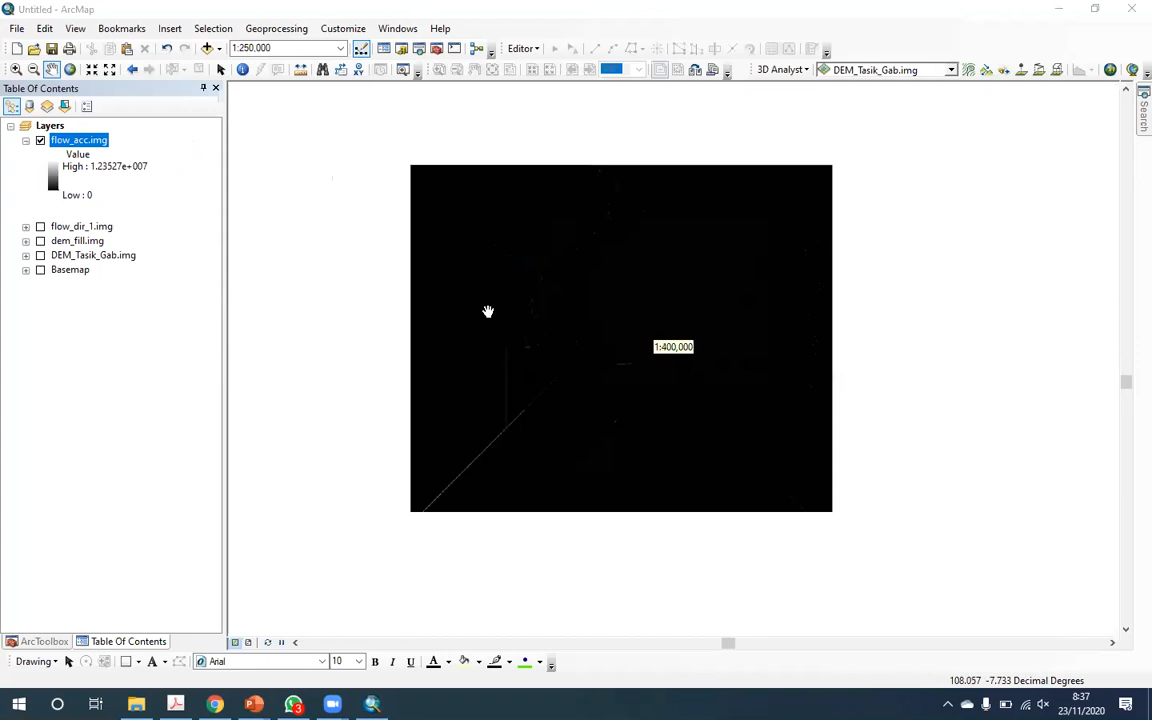 Untitled - ArcMap
File Edit View Bookmarks Insert Selection Geoprocessing Customize Windows Help
1:250,000 Editor
3D Analyst DEM_Tasik_Gab.img
Table Of Contents
Search
Layers
flow_acc.img
Value
High : 1.23527e+007
Low : 0
flow_dir_1.img
dem_fill.img
DEM_Tasik_Gab.img
Basemap
1:400,000
ArcToolbox Table Of Contents
Drawing A Arial 10 B I U A
108.057 -7.733 Decimal Degrees
3
8:37
23/11/2020